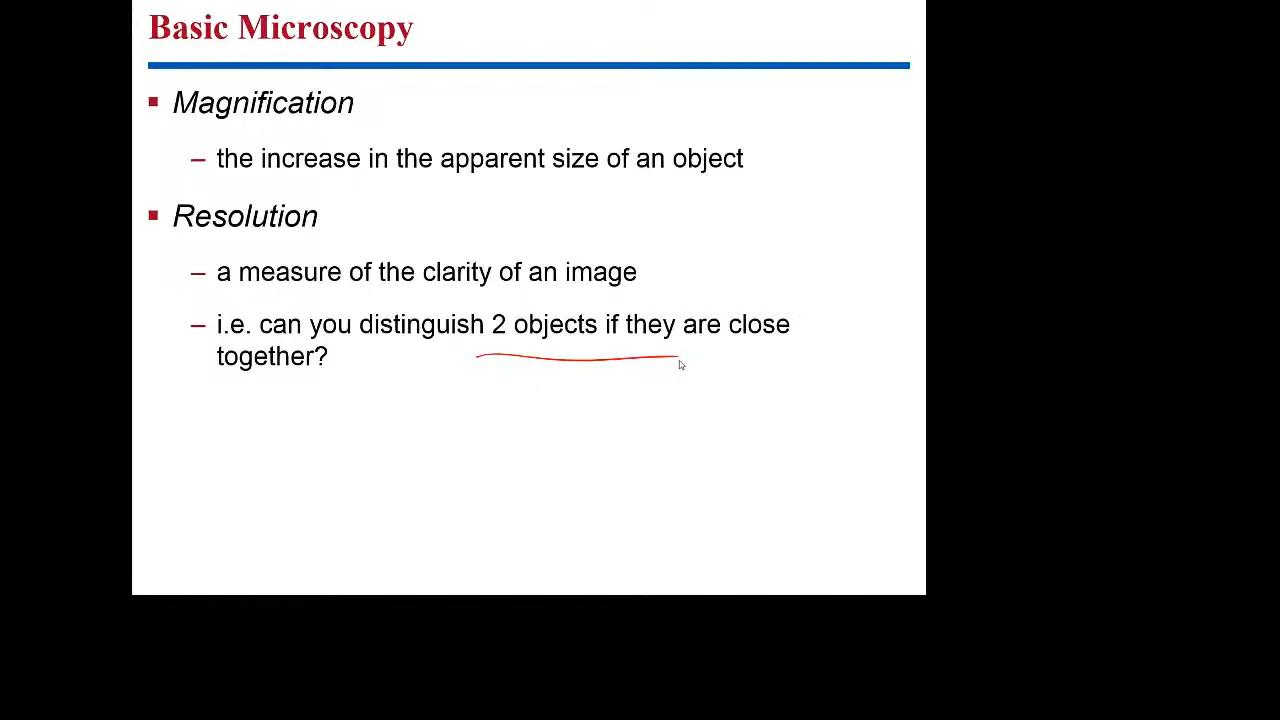 Basic Microscopy
▪ Magnification
– the increase in the apparent size of an object
▪ Resolution
– a measure of the clarity of an image
– i.e. can you distinguish 2 objects if they are close
together?